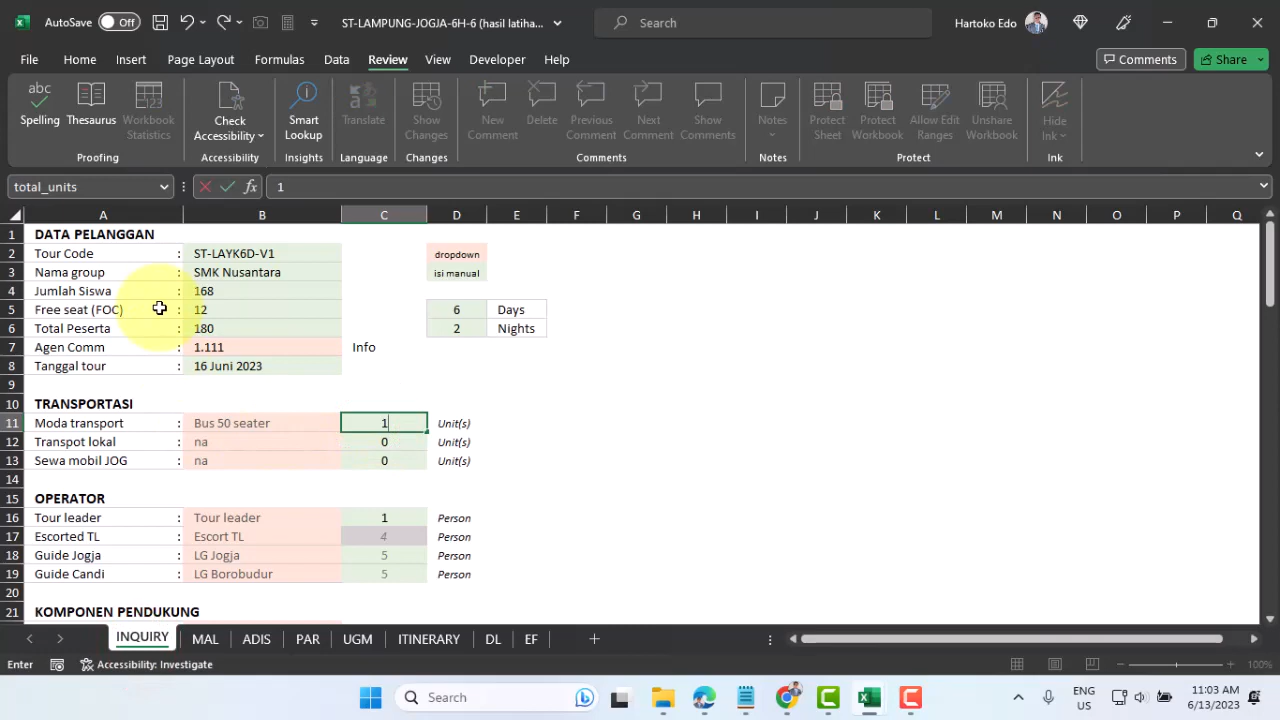 AutoSave Off ST-LAMPUNG-JOGJA-6H-6 (hasil latiha... Search Hartoko Edo
File Home Insert Page Layout Formulas Data Review View Developer Help Comments Share
Spelling Thesaurus Workbook Statistics Check Accessibility Smart Lookup Translate Show Changes New Comment Delete Previous Comment Next Comment Show Comments Notes Protect Sheet Protect Workbook Allow Edit Ranges Unshare Workbook Hide Ink
Proofing Accessibility Insights Language Changes Comments Notes Protect Ink
total_units fx 1
A B C D E F G H I J K L M N O P Q
1 DATA PELANGGAN
2 Tour Code : ST-LAYK6D-V1 dropdown
3 Nama group : SMK Nusantara isi manual
4 Jumlah Siswa : 168
5 Free seat (FOC) : 12 6 Days
6 Total Peserta : 180 2 Nights
7 Agen Comm : 1.111 Info
8 Tanggal tour : 16 Juni 2023
9
10 TRANSPORTASI
11 Moda transport : Bus 50 seater 1 Unit(s)
12 Transpot lokal : na 0 Unit(s)
13 Sewa mobil JOG : na 0 Unit(s)
14
15 OPERATOR
16 Tour leader : Tour leader 1 Person
17 Escorted TL : Escort TL 4 Person
18 Guide Jogja : LG Jogja 5 Person
19 Guide Candi : LG Borobudur 5 Person
20
21 KOMPONEN PENDUKUNG
INQUIRY MAL ADIS PAR UGM ITINERARY DL EF
Enter Accessibility: Investigate 100%
Search ENG US 11:03 AM 6/13/2023